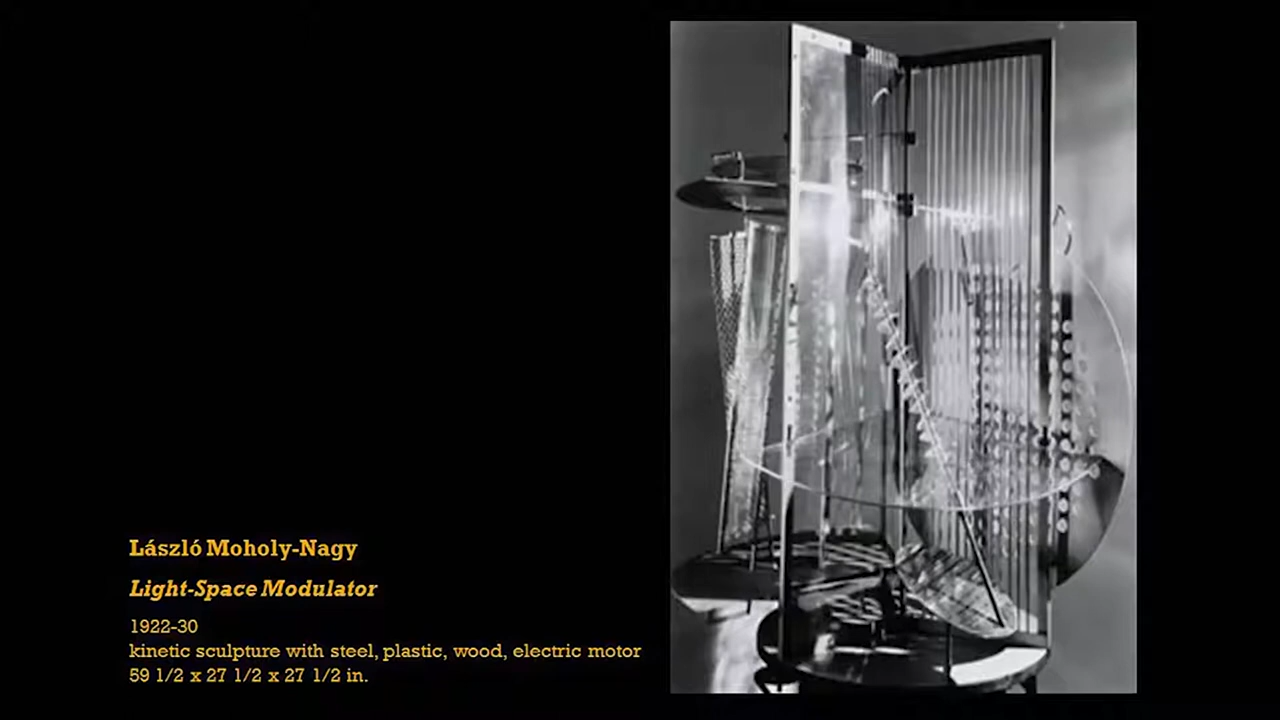 László Moholy-Nagy
Light-Space Modulator
1922-30
kinetic sculpture with steel, plastic, wood, electric motor
59 1/2 x 27 1/2 x 27 1/2 in.